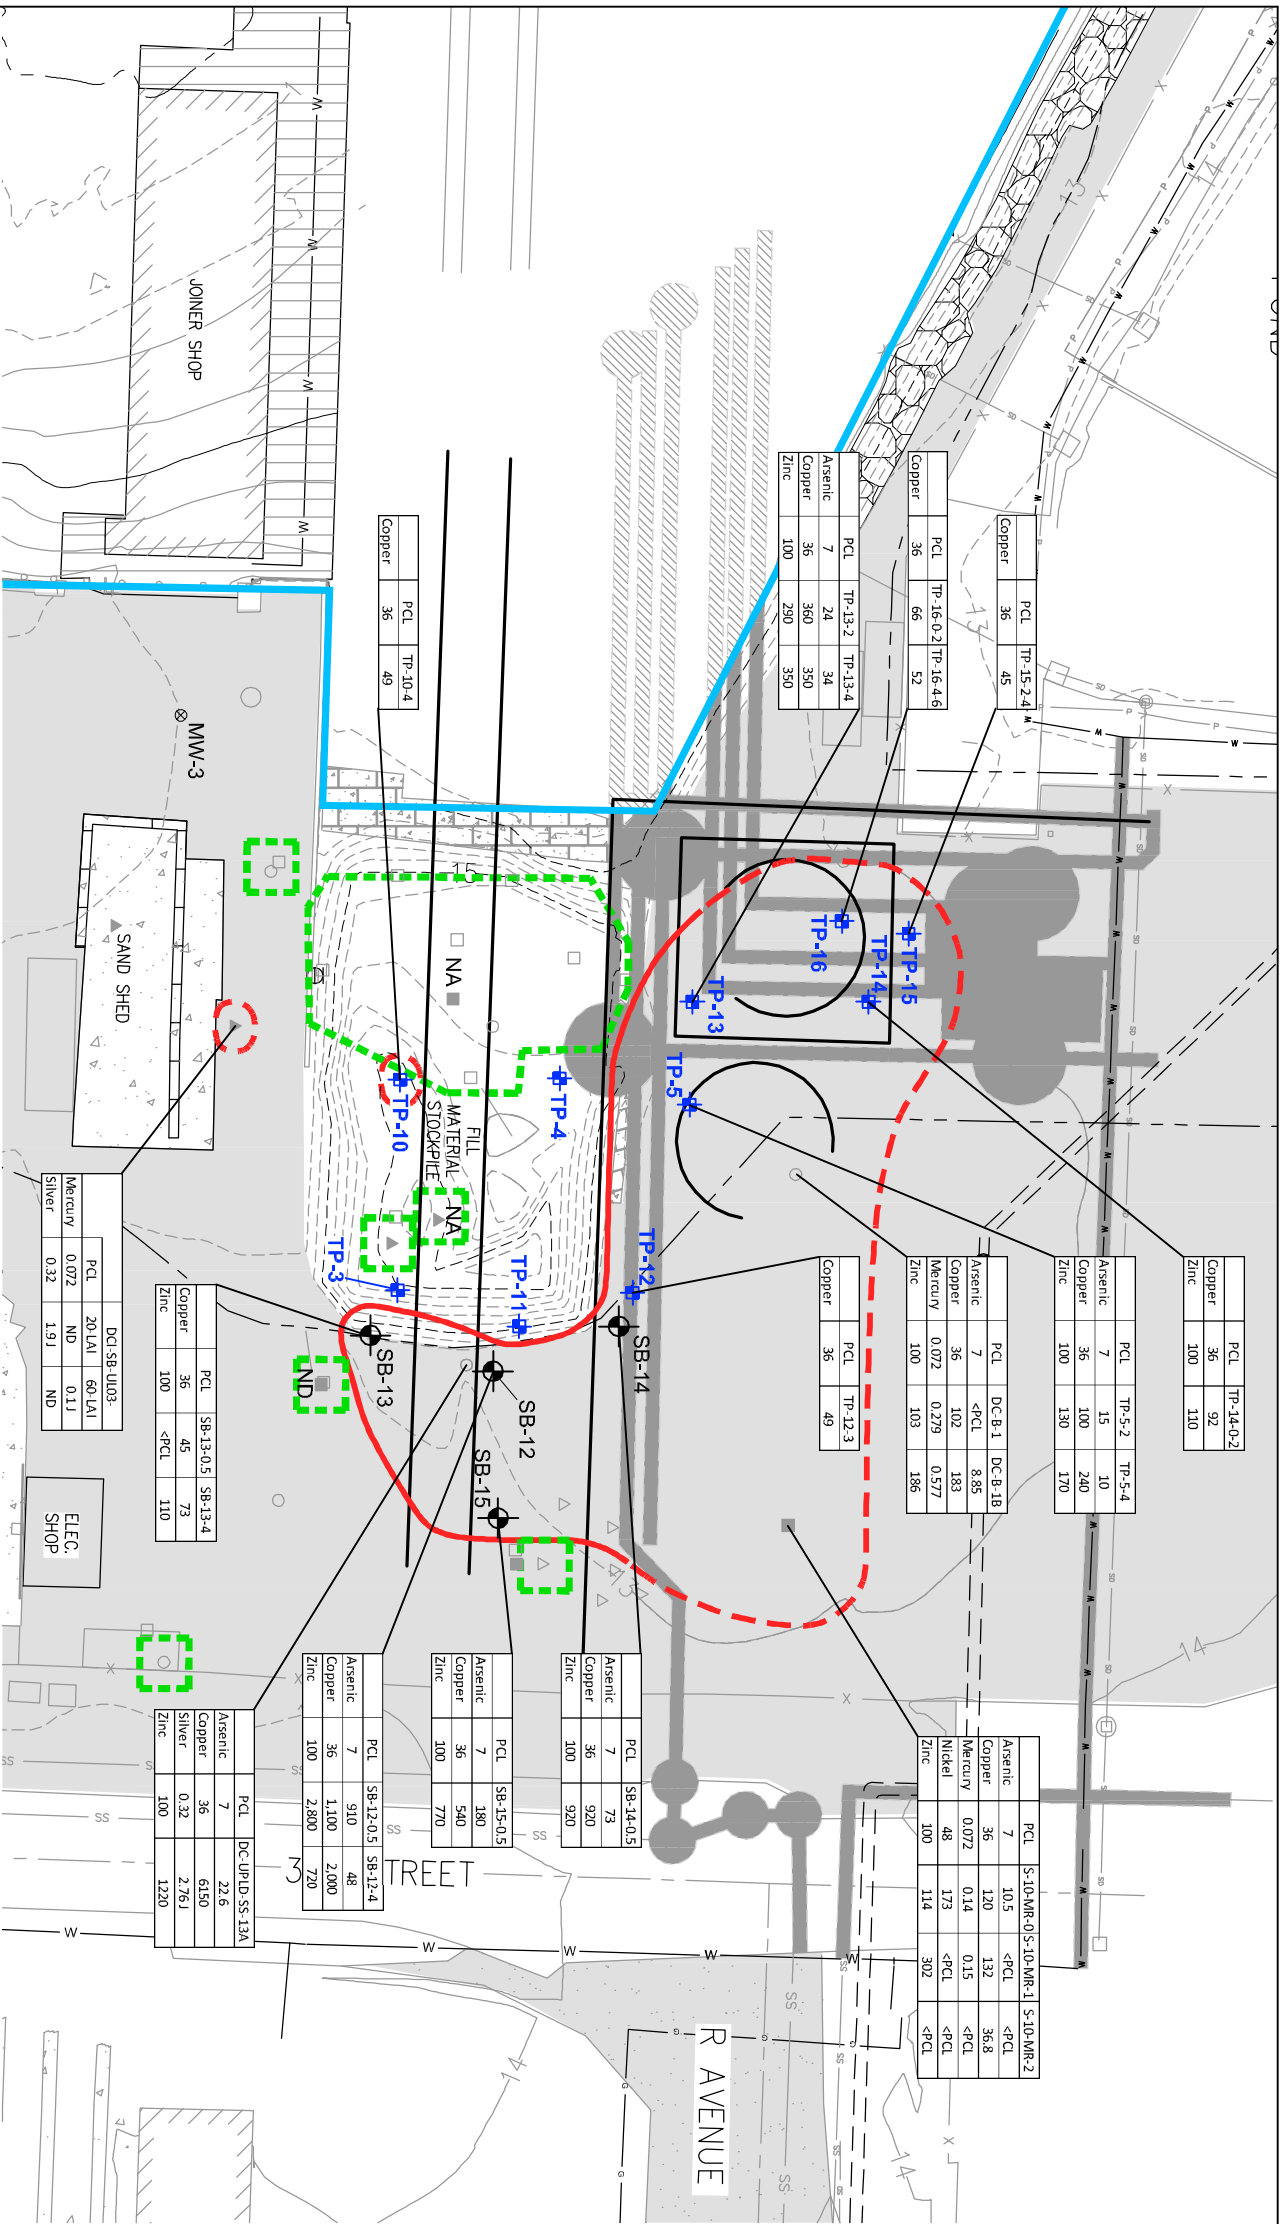 JOINER SHOP
MW-3
SAND SHED
ELEC.
SHOP
FILL
MATERIAL
STOCKPILE
NA
NA
ND
TP-3
TP-4
TP-5
TP-10
TP-11
TP-12
TP-13
TP-14
TP-15
TP-16
SB-12
SB-13
SB-14
SB-15
R AVENUE
3 TREET
PCL TP-15-2-4
Copper 36 45
PCL TP-16-0-2 TP-16-4-6
Copper 36 66 52
PCL TP-13-2 TP-13-4
Arsenic 7 24 34
Copper 36 360 350
Zinc 100 290 350
PCL TP-10-4
Copper 36 49
PCL TP-14-0-2
Copper 36 92
Zinc 100 110
PCL TP-5-2 TP-5-4
Arsenic 7 15 10
Copper 36 100 240
Zinc 100 130 170
PCL DC-B-1 DC-B-1B
Arsenic 7 <PCL 8.85
Copper 36 102 183
Mercury 0.072 0.279 0.577
Zinc 100 103 186
PCL TP-12-3
Copper 36 49
DCI-SB-UL03-
PCL 20-LAI 60-LAI
Mercury 0.072 ND 0.1 J
Silver 0.32 1.9 J ND
PCL SB-13-0.5 SB-13-4
Copper 36 45 73
Zinc 100 <PCL 110
PCL S-10-MR-0 S-10-MR-1 S-10-MR-2
Arsenic 7 10.5 <PCL <PCL
Copper 36 120 132 36.8
Mercury 0.072 0.14 0.15 <PCL
Nickel 48 173 <PCL <PCL
Zinc 100 114 302 <PCL
PCL SB-14-0.5
Arsenic 7 73
Copper 36 920
Zinc 100 920
PCL SB-15-0.5
Arsenic 7 180
Copper 36 540
Zinc 100 770
PCL SB-12-0.5 SB-12-4
Arsenic 7 910 48
Copper 36 1,100 2,000
Zinc 100 2,800 720
PCL DC-UPLD-SS-13A
Arsenic 7 22.6
Copper 36 6150
Silver 0.32 2.76 J
Zinc 100 1220
13
13
14
14
14
15